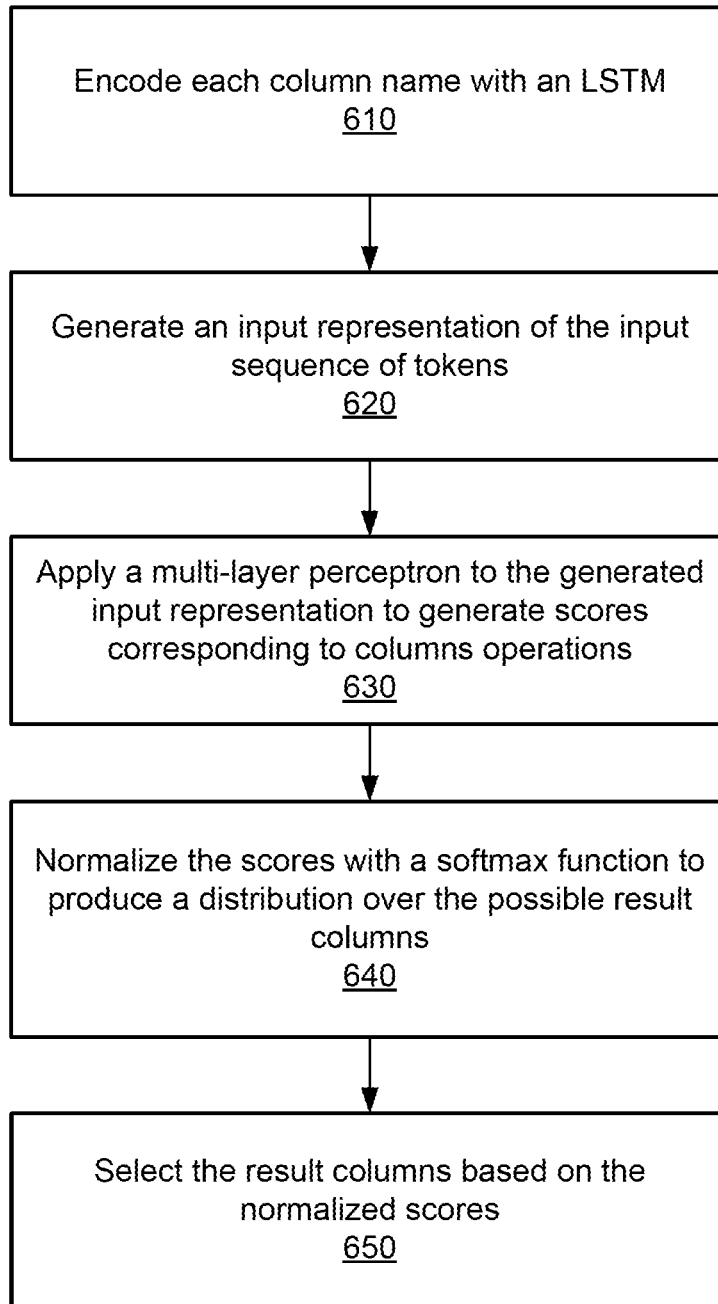 Encode each column name with an LSTM
610
Generate an input representation of the input
sequence of tokens
620
Apply a multi-layer perceptron to the generated
input representation to generate scores
corresponding to columns operations
630
Normalize the scores with a softmax function to
produce a distribution over the possible result
columns
640
Select the result columns based on the
normalized scores
650